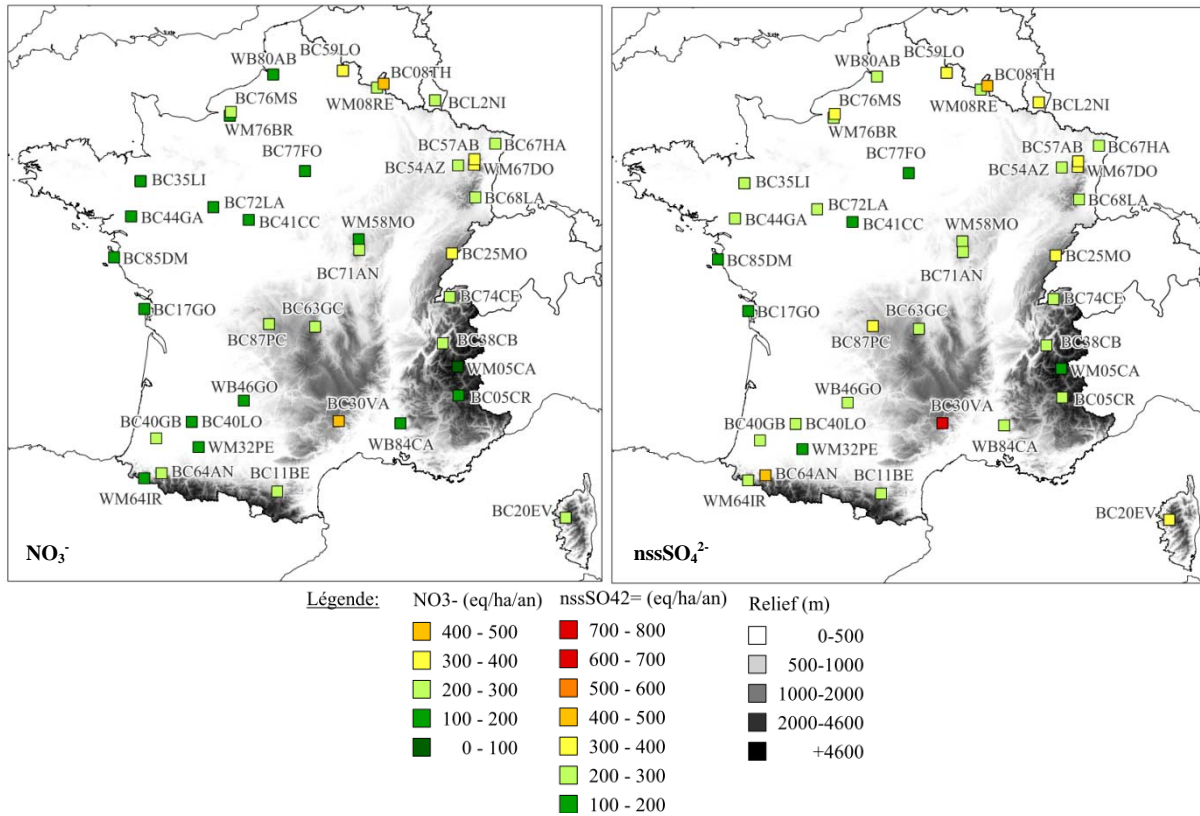 BC59LO
WB80AB
BC08TH
BC76MS
WM08RE
BCL2NI
WM76BR
BC57AB
BC67HA
BC77FO
BC54AZ
WM67DO
BC35LI
BC72LA
BC68LA
BC44GA
BC41CC
WM58MO
BC85DM
BC25MO
BC71AN
BC74CE
BC17GO
BC63GC
BC87PC
BC38CB
WM05CA
WB46GO
BC30VA
BC05CR
BC40GB
BC40LO
WM32PE
WB84CA
BC64AN
BC11BE
WM64IR
BC20EV
NO₃⁻
BC59LO
WB80AB
BC08TH
BC76MS
WM08RE
BCL2NI
WM76BR
BC57AB
BC67HA
BC77FO
BC54AZ
WM67DO
BC35LI
BC72LA
BC68LA
BC44GA
BC41CC
WM58MO
BC85DM
BC25MO
BC71AN
BC74CE
BC17GO
BC63GC
BC87PC
BC38CB
WM05CA
WB46GO
BC30VA
BC05CR
BC40GB
BC40LO
WM32PE
WB84CA
BC64AN
BC11BE
WM64IR
BC20EV
nssSO₄²⁻
Légende:
NO3- (eq/ha/an)
400 - 500
300 - 400
200 - 300
100 - 200
0 - 100
nssSO42= (eq/ha/an)
700 - 800
600 - 700
500 - 600
400 - 500
300 - 400
200 - 300
100 - 200
Relief (m)
0-500
500-1000
1000-2000
2000-4600
+4600